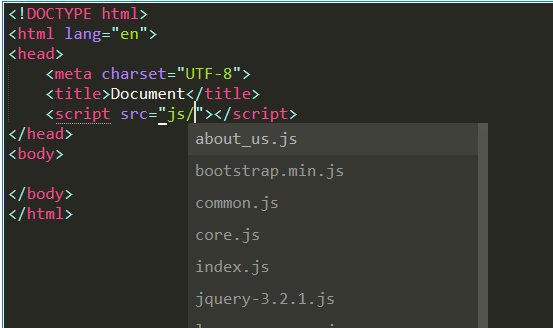 <!DOCTYPE html>
<html lang="en">
<head>
    <meta charset="UTF-8">
    <title>Document</title>
    <script src="js/"></script>
</head>
about_us.js
<body>
bootstrap.min.js
</body>
common.js
</html>
core.js
index.js
jquery-3.2.1.js